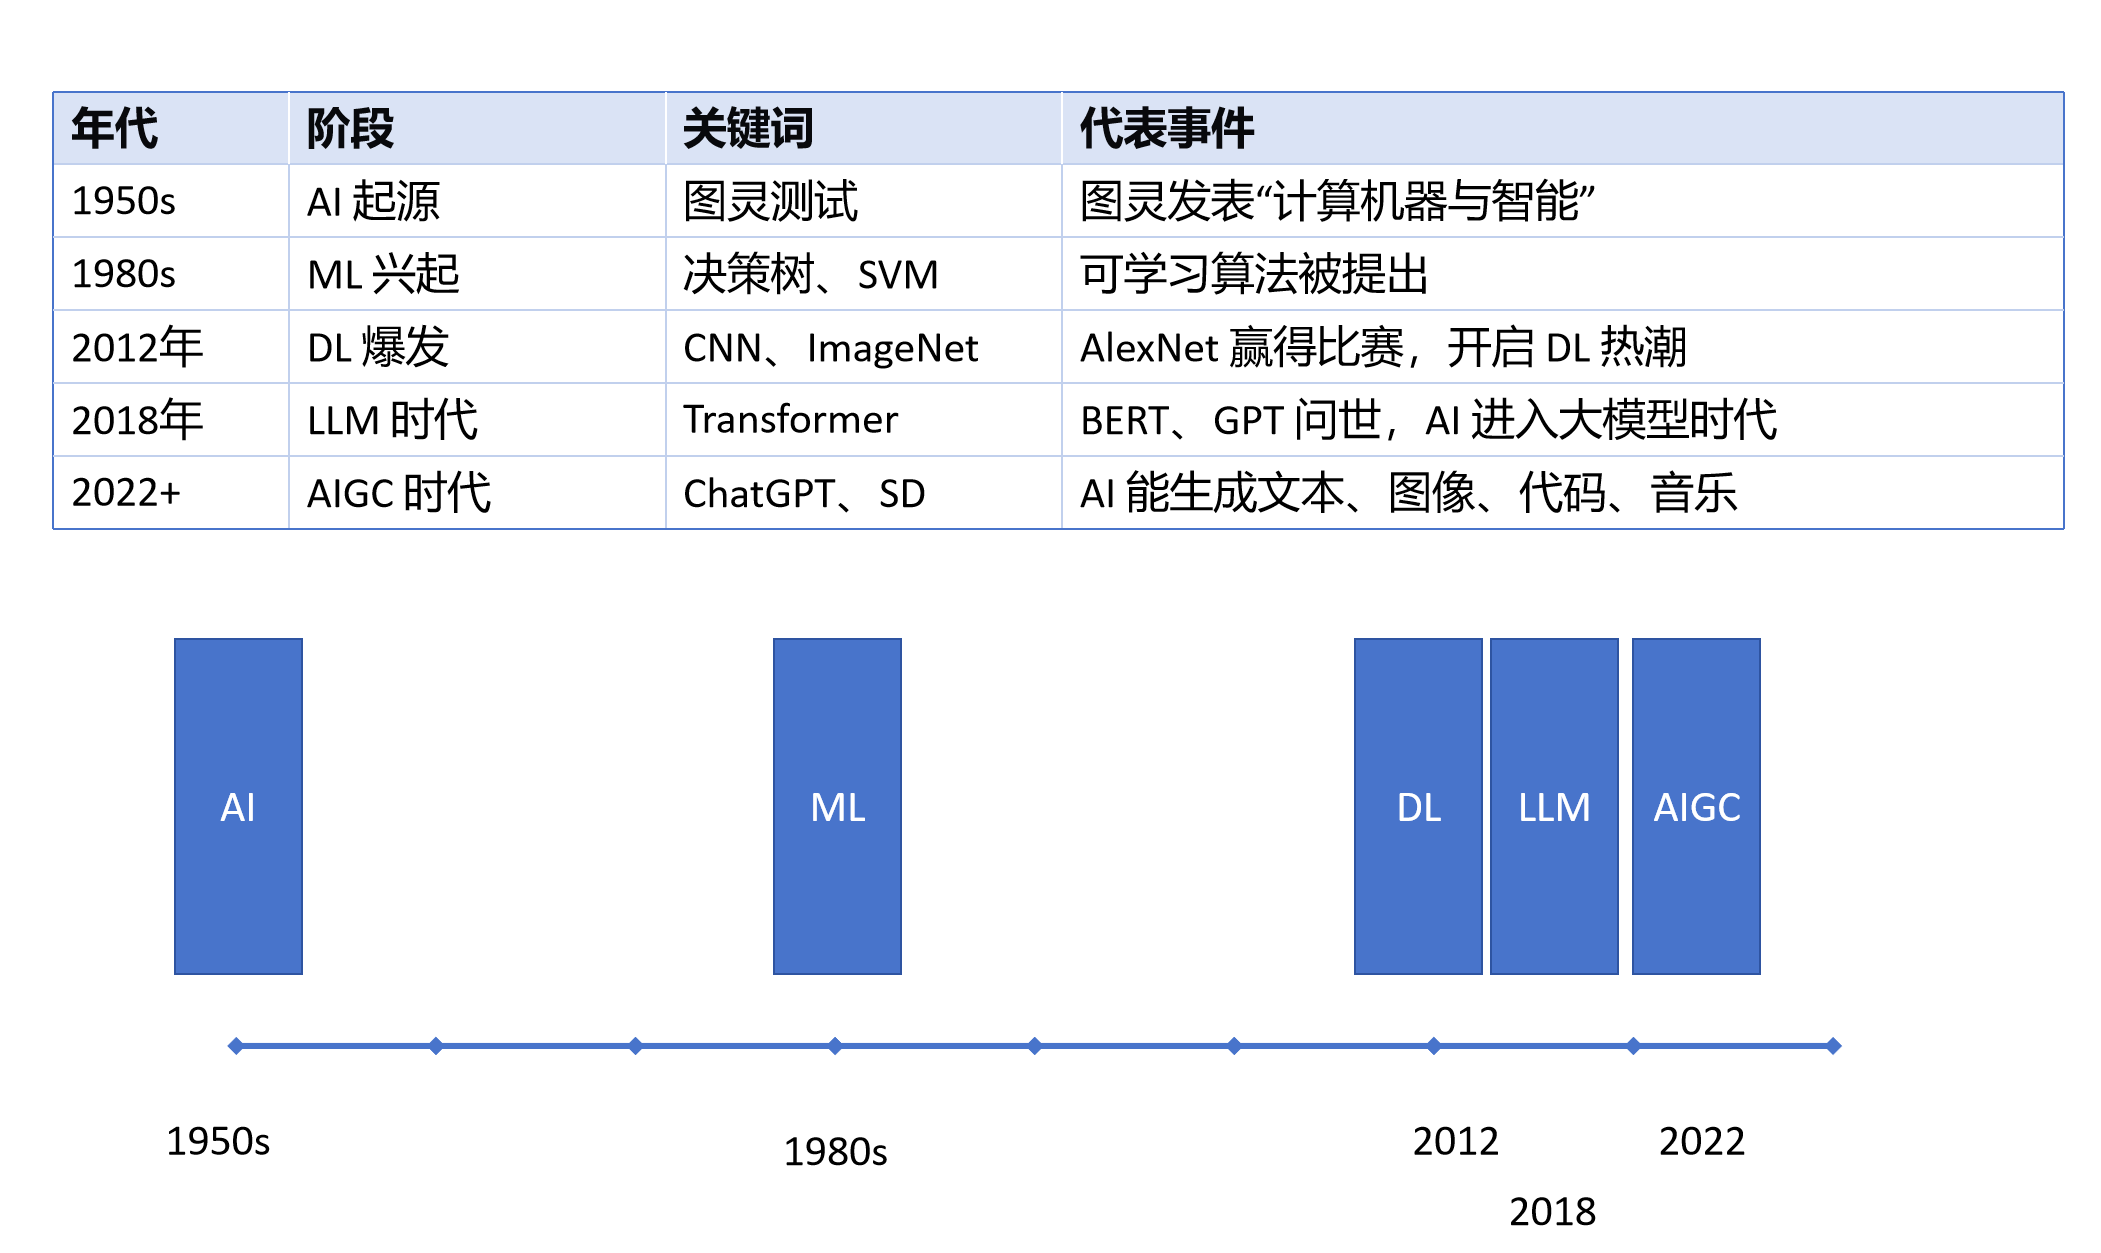 年代 阶段 关键词 代表事件
1950s AI 起源 图灵测试 图灵发表“计算机器与智能”
1980s ML 兴起 决策树、SVM 可学习算法被提出
2012年 DL 爆发 CNN、ImageNet AlexNet 赢得比赛，开启 DL 热潮
2018年 LLM 时代 Transformer BERT、GPT 问世，AI 进入大模型时代
2022+ AIGC 时代 ChatGPT、SD AI 能生成文本、图像、代码、音乐
AI ML DL LLM AIGC
1950s 1980s 2012 2022
2018